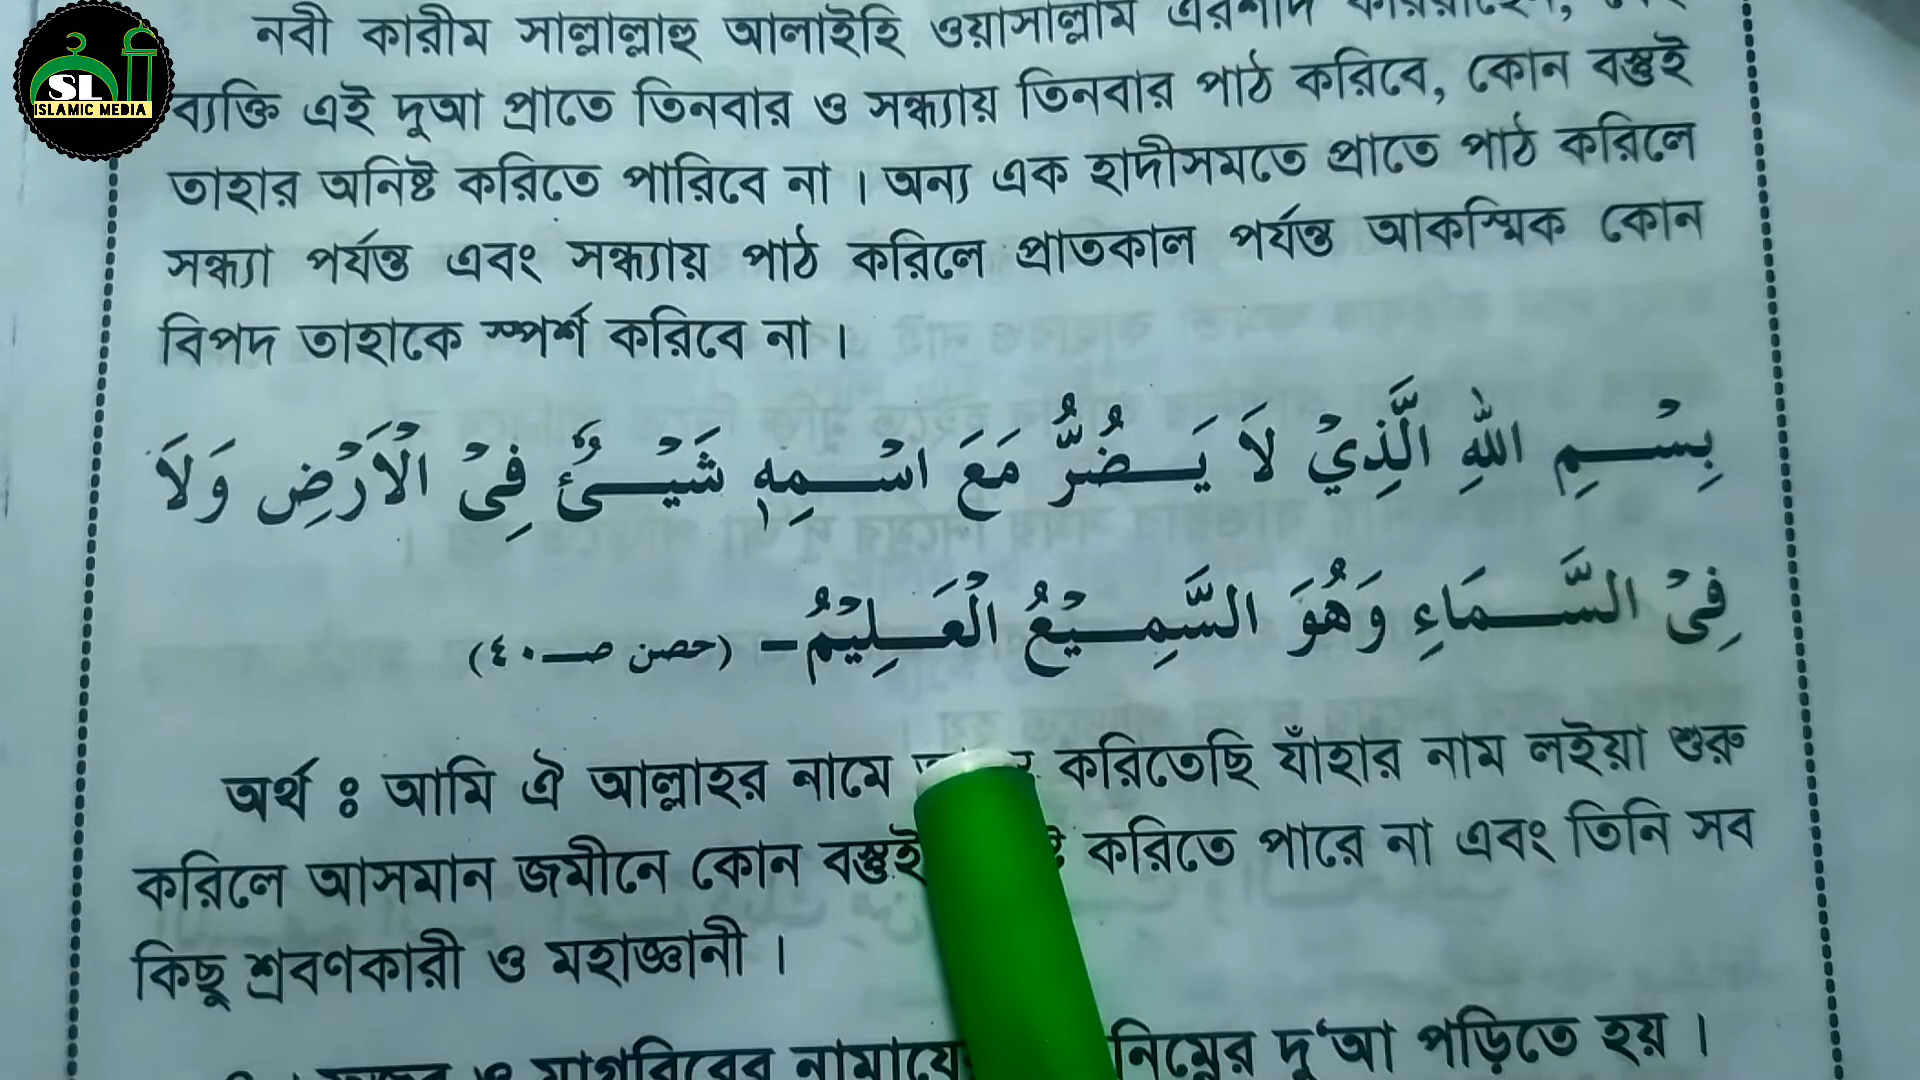 SL
ISLAMIC MEDIA
নবী কারীম সাল্লাল্লাহু আলাইহি ওয়াসাল্লাম এরশাদ
ব্যক্তি এই দুআ প্রাতে তিনবার ও সন্ধ্যায় তিনবার পাঠ করিবে, কোন বস্তুই
তাহার অনিষ্ট করিতে পারিবে না । অন্য এক হাদীসমতে প্রাতে পাঠ করিলে
সন্ধ্যা পর্যন্ত এবং সন্ধ্যায় পাঠ করিলে প্রাতকাল পর্যন্ত আকস্মিক কোন
বিপদ তাহাকে স্পর্শ করিবে না ।
بِسْمِ اللهِ الَّذِيْ لَا يَضُرُّ مَعَ اسْمِهٖ شَيْئٌ فِىْ الْاَرْضِ وَلَا
فِىْ السَّمَاءِ وَهُوَ السَّمِيْعُ الْعَلِيْمُ- (حصن صـ٤٠)
অর্থ ঃ আমি ঐ আল্লাহর নামে করিতেছি যাঁহার নাম লইয়া শুরু
করিলে আসমান জমীনে কোন বস্তুই করিতে পারে না এবং তিনি সব
কিছু শ্রবণকারী ও মহাজ্ঞানী ।
ও মাগরিবের নিম্নের দু'আ পড়িতে হয় ।